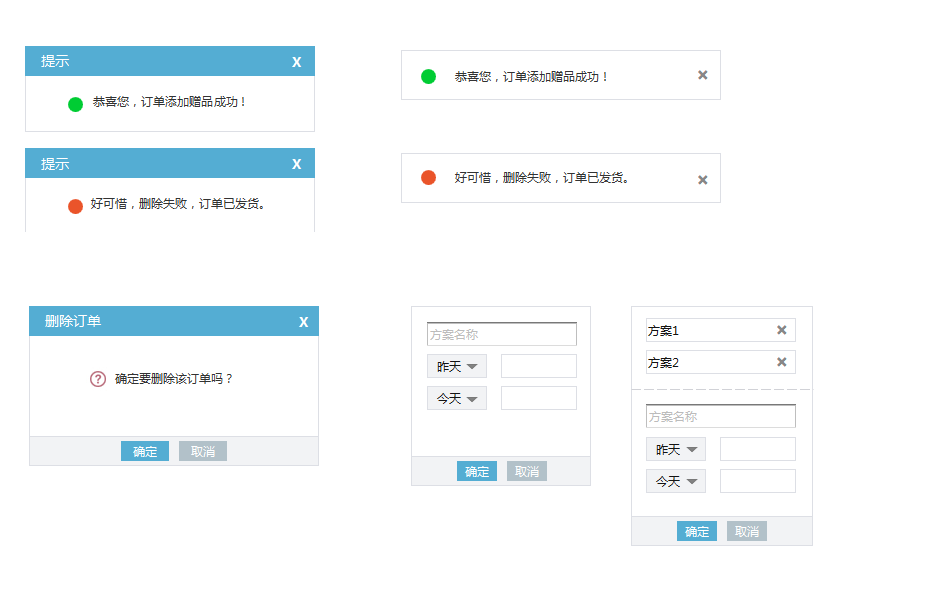 提示 X
恭喜您，订单添加赠品成功！
恭喜您，订单添加赠品成功！
提示 X
好可惜，删除失败，订单已发货。
好可惜，删除失败，订单已发货。
删除订单 X
确定要删除该订单吗？
确定 取消
方案名称
昨天
今天
确定 取消
方案1
方案2
方案名称
昨天
今天
确定 取消